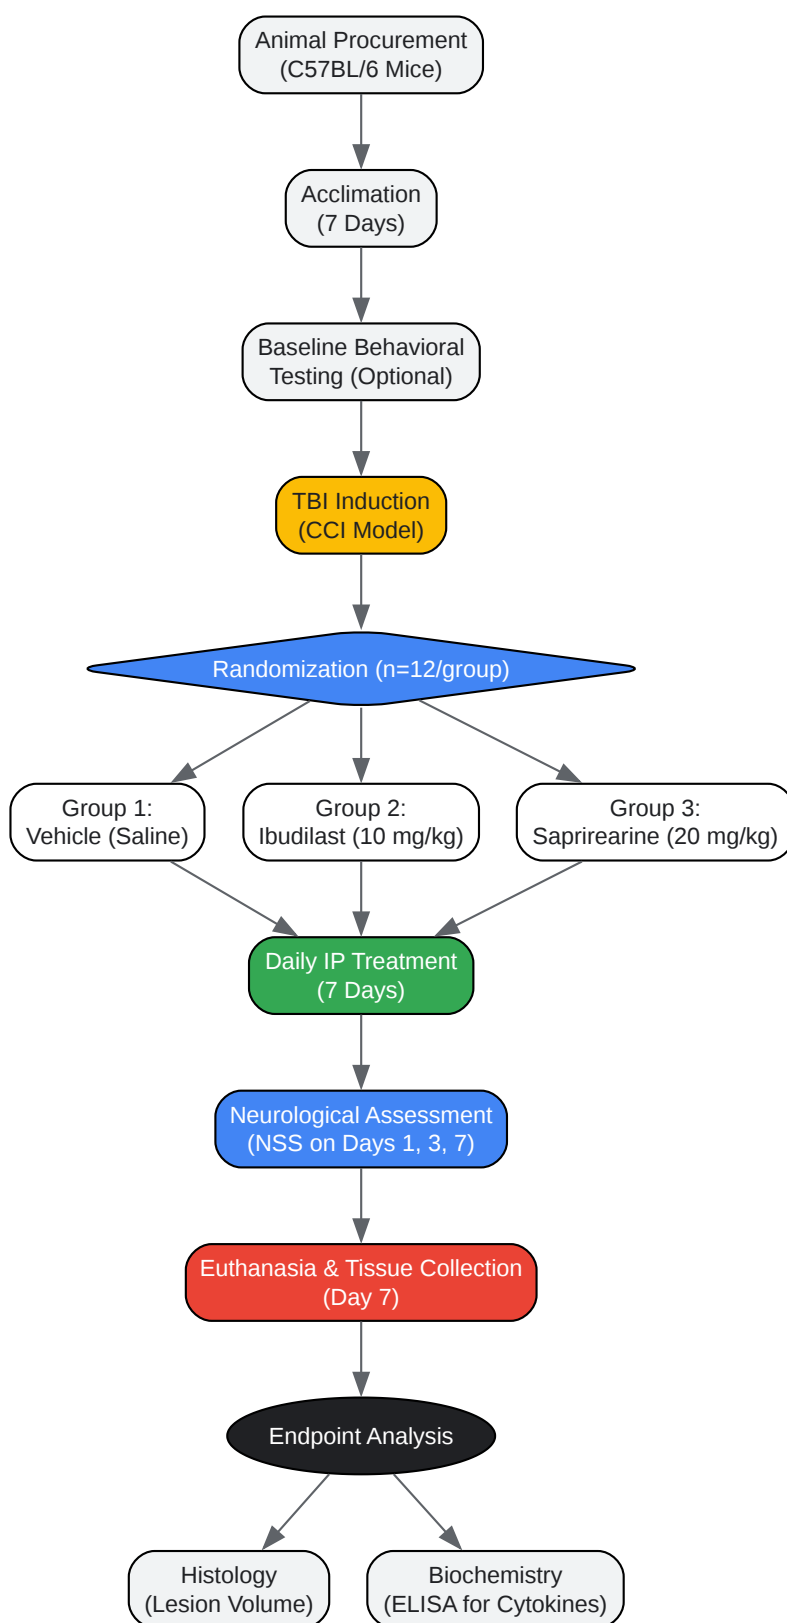 Animal Procurement
(C57BL/6 Mice)
Acclimation
(7 Days)
Baseline Behavioral
Testing (Optional)
TBI Induction
(CCI Model)
Randomization (n=12/group)
Group 1:
Vehicle (Saline)
Group 2:
Ibudilast (10 mg/kg)
Group 3:
Saprirearine (20 mg/kg)
Daily IP Treatment
(7 Days)
Neurological Assessment
(NSS on Days 1, 3, 7)
Euthanasia & Tissue Collection
(Day 7)
Endpoint Analysis
Histology
(Lesion Volume)
Biochemistry
(ELISA for Cytokines)